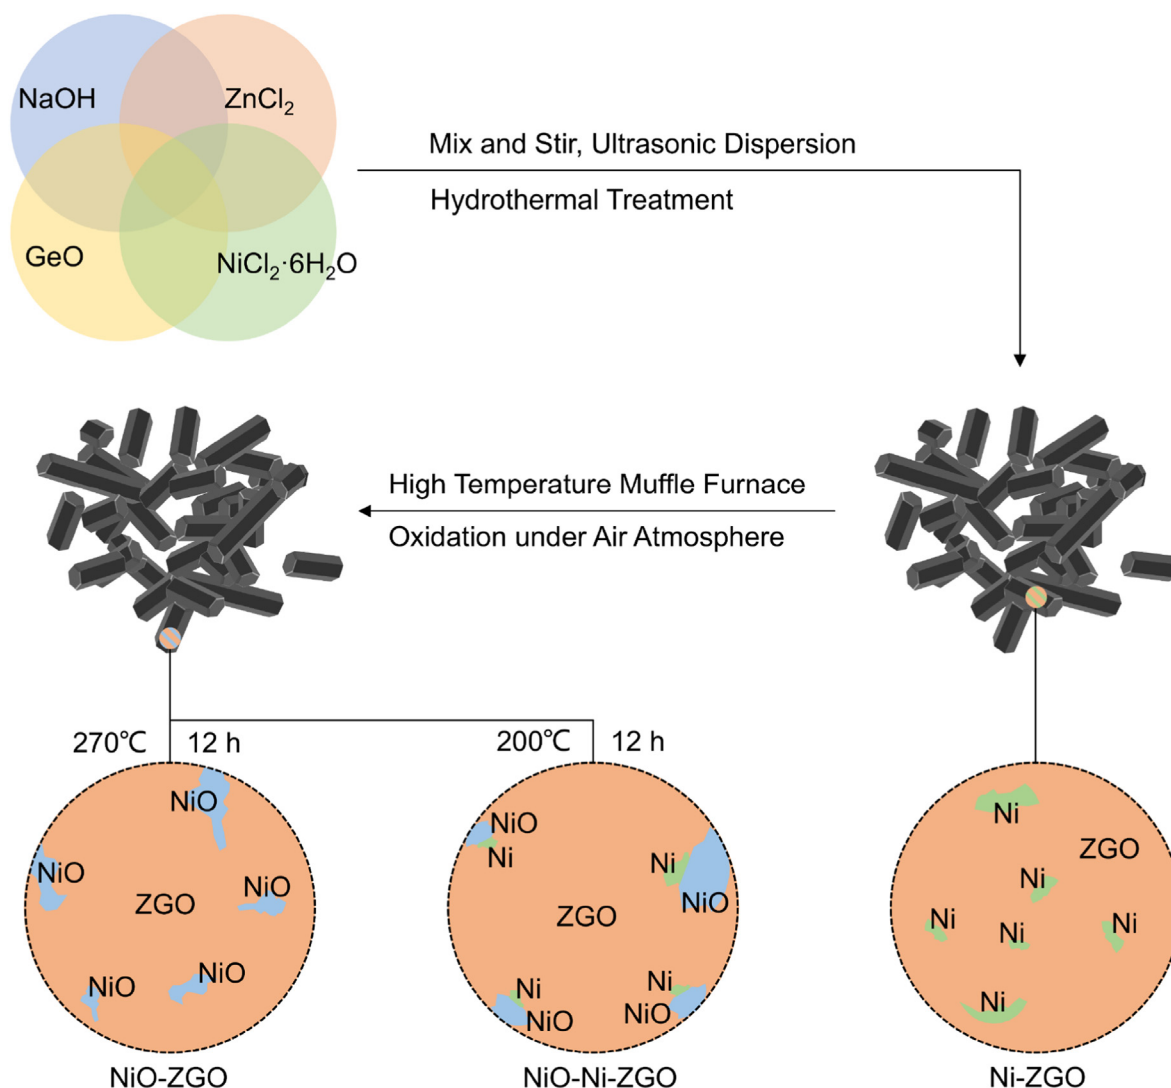 NaOH
ZnCl₂
GeO
NiCl₂·6H₂O
Mix and Stir, Ultrasonic Dispersion
Hydrothermal Treatment
High Temperature Muffle Furnace
Oxidation under Air Atmosphere
270℃ 12 h
200℃ 12 h
NiO
NiO
NiO
ZGO
NiO
NiO
NiO-ZGO
NiO
Ni
Ni
NiO
ZGO
Ni
NiO
Ni
NiO
NiO-Ni-ZGO
Ni
ZGO
Ni
Ni
Ni
Ni
Ni
Ni-ZGO